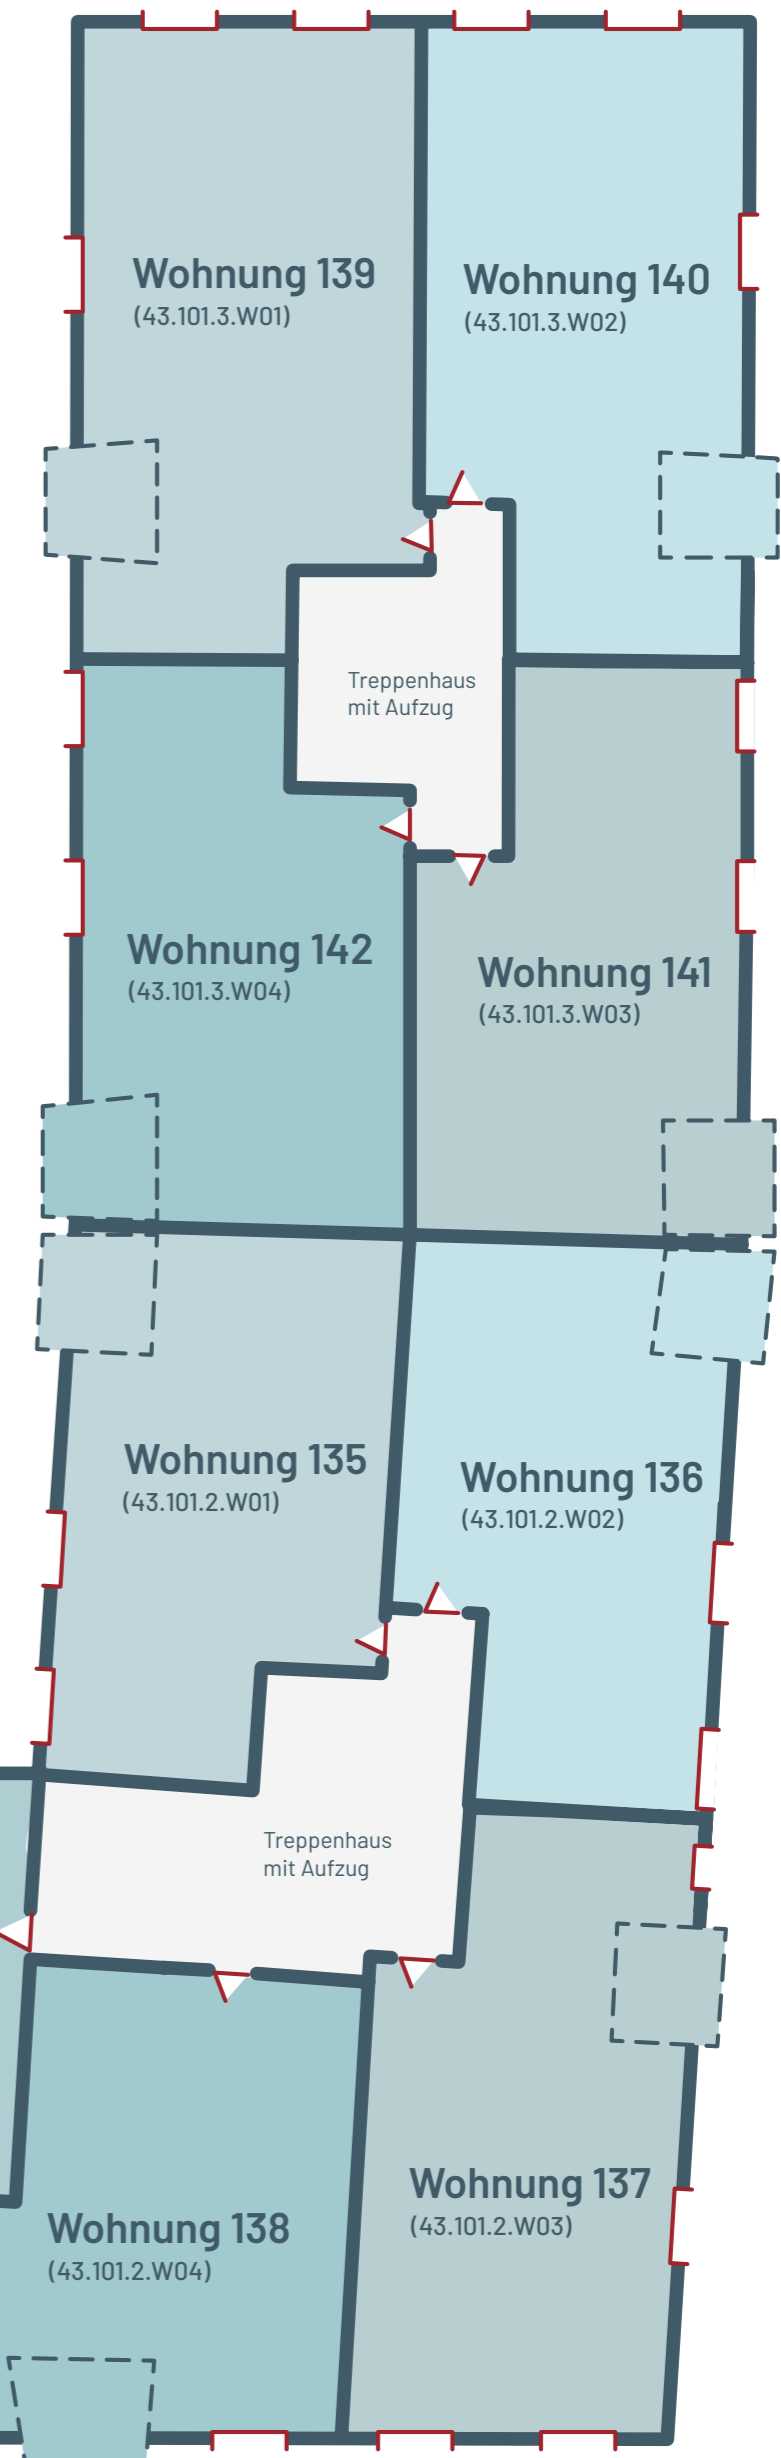 Wohnung 139
(43.101.3.W01)
Wohnung 140
(43.101.3.W02)
Treppenhaus
mit Aufzug
Wohnung 142
(43.101.3.W04)
Wohnung 141
(43.101.3.W03)
Wohnung 135
(43.101.2.W01)
Wohnung 136
(43.101.2.W02)
Treppenhaus
mit Aufzug
Wohnung 137
(43.101.2.W03)
Wohnung 138
(43.101.2.W04)